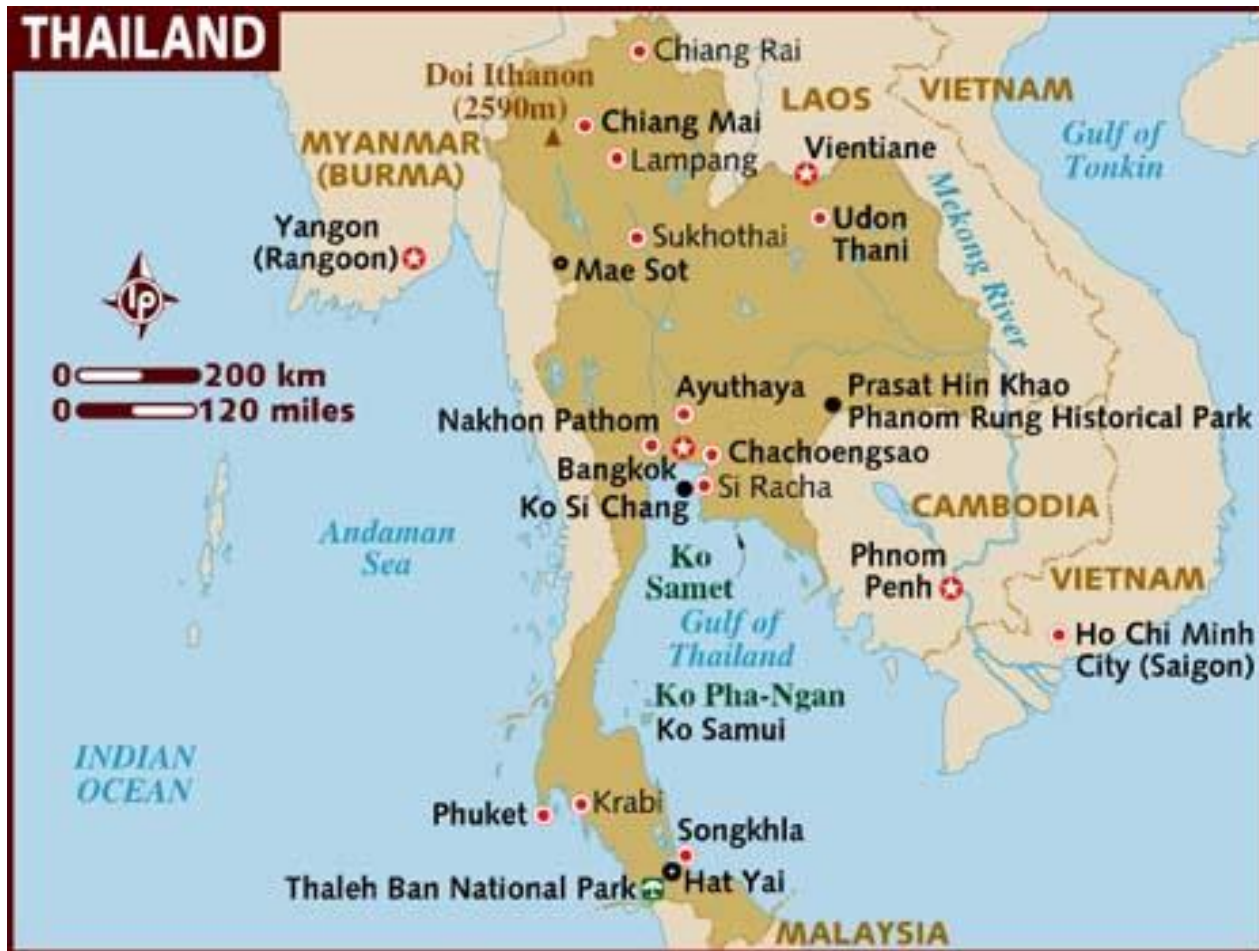 THAILAND
Chiang Rai
Doi Ithanon
(2590m)
LAOS
VIETNAM
Chiang Mai
Gulf of
Tonkin
MYANMAR
(BURMA)
Lampang
Vientiane
Mekong River
Yangon
(Rangoon)
Sukhothai
Udon
Thani
Mae Sot
lp
0 200 km
0 120 miles
Ayuthaya
Prasat Hin Khao
Phanom Rung Historical Park
Nakhon Pathom
Bangkok
Chachoengsao
Ko Si Chang
Si Racha
CAMBODIA
Andaman
Sea
Ko
Samet
Phnom
Penh
VIETNAM
Gulf of
Thailand
Ho Chi Minh
City (Saigon)
Ko Pha-Ngan
Ko Samui
INDIAN
OCEAN
Phuket
Krabi
Songkhla
Hat Yai
Thaleh Ban National Park
MALAYSIA